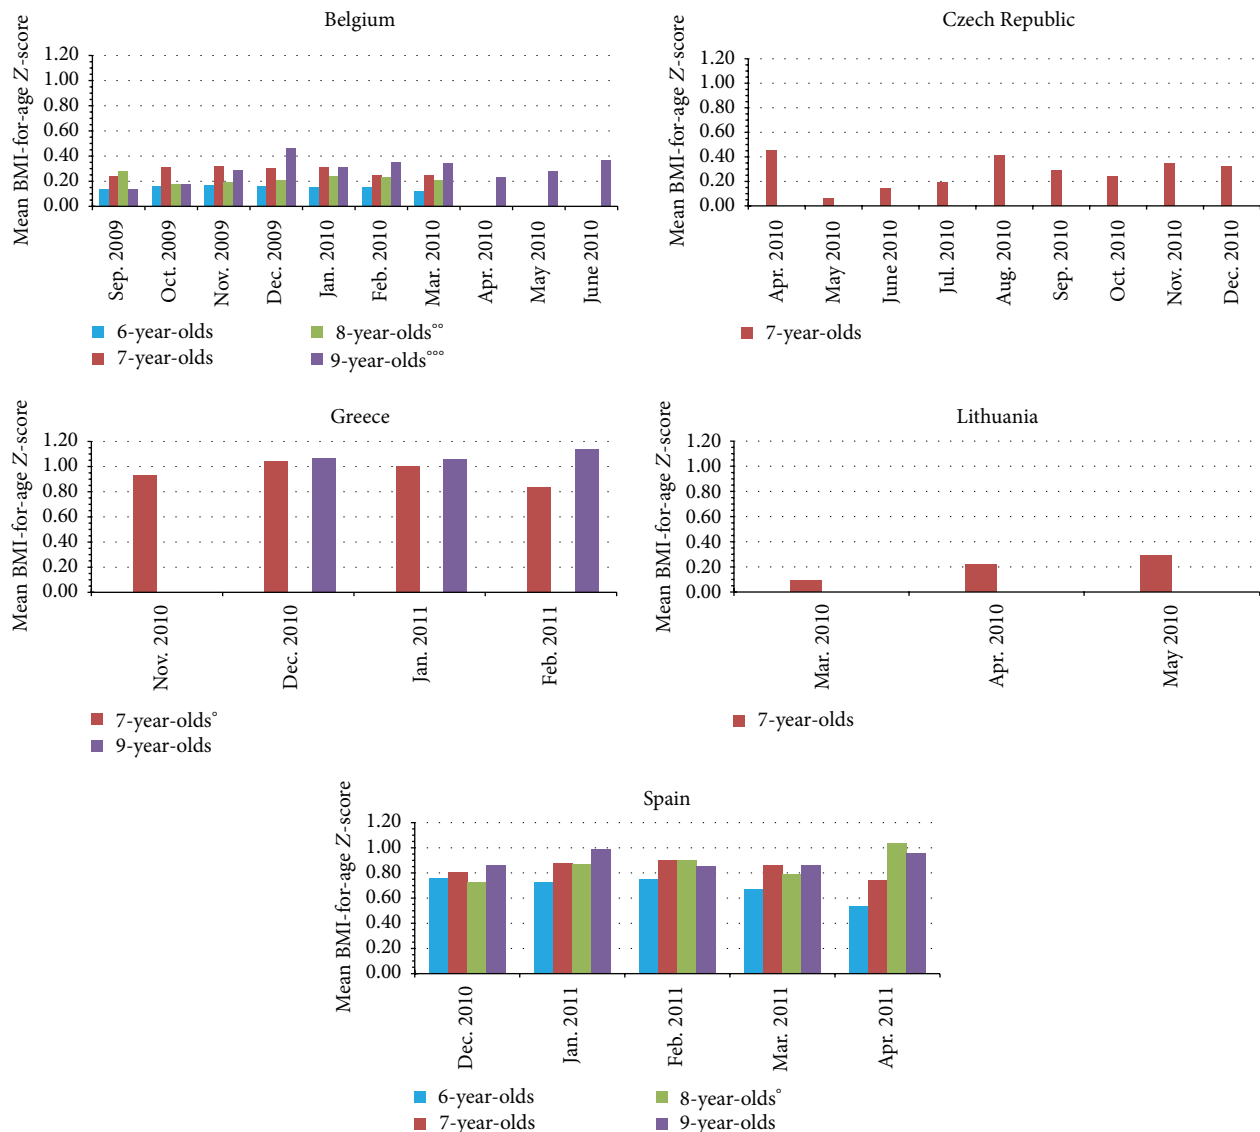 Belgium
Mean BMI-for-age Z-score
1.20
1.00
0.80
0.60
0.40
0.20
0.00
Sep. 2009
Oct. 2009
Nov. 2009
Dec. 2009
Jan. 2010
Feb. 2010
Mar. 2010
Apr. 2010
May 2010
June 2010
6-year-olds
7-year-olds
8-year-olds°°
9-year-olds°°°
Czech Republic
Mean BMI-for-age Z-score
1.20
1.00
0.80
0.60
0.40
0.20
0.00
Apr. 2010
May 2010
June 2010
Jul. 2010
Aug. 2010
Sep. 2010
Oct. 2010
Nov. 2010
Dec. 2010
7-year-olds
Greece
Mean BMI-for-age Z-score
1.20
1.00
0.80
0.60
0.40
0.20
0.00
Nov. 2010
Dec. 2010
Jan. 2011
Feb. 2011
7-year-olds°
9-year-olds
Lithuania
Mean BMI-for-age Z-score
1.20
1.00
0.80
0.60
0.40
0.20
0.00
Mar. 2010
Apr. 2010
May 2010
7-year-olds
Spain
Mean BMI-for-age Z-score
1.20
1.00
0.80
0.60
0.40
0.20
0.00
Dec. 2010
Jan. 2011
Feb. 2011
Mar. 2011
Apr. 2011
6-year-olds
7-year-olds
8-year-olds°
9-year-olds